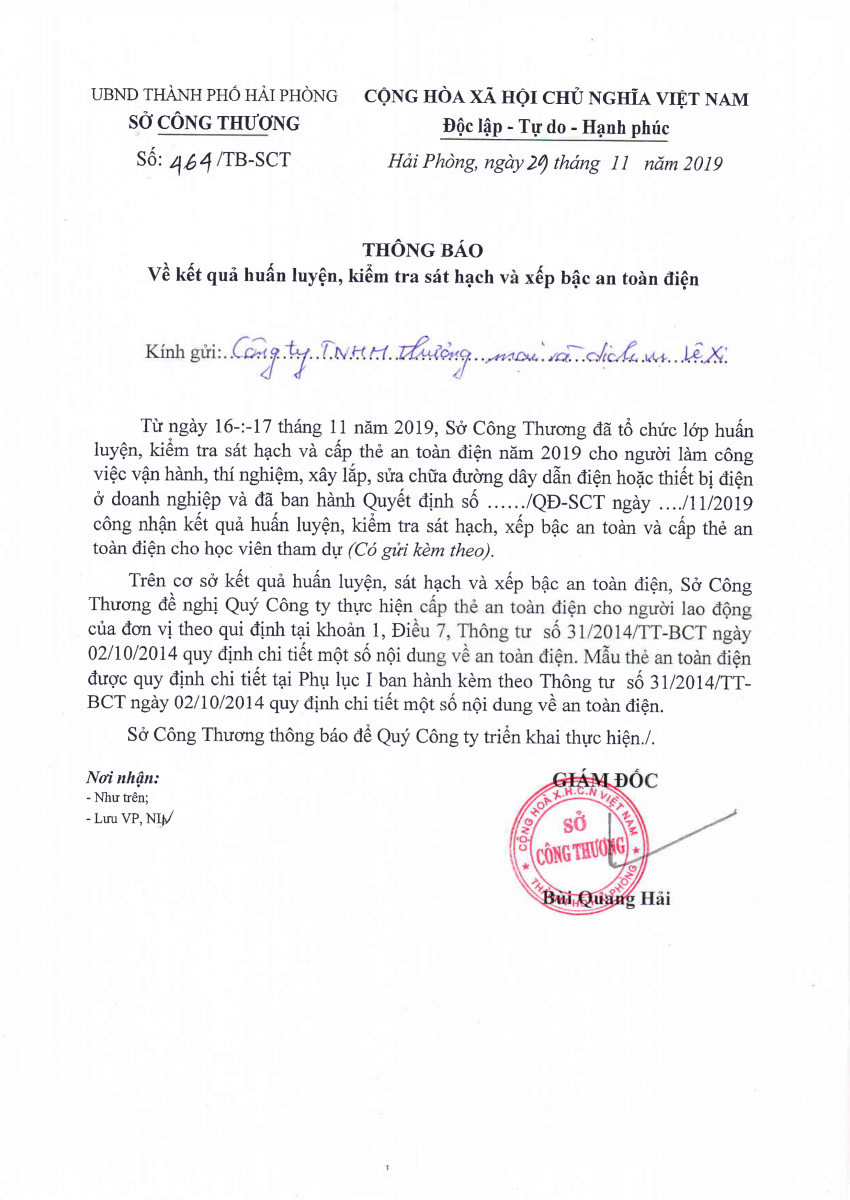 UBND THÀNH PHỐ HẢI PHÒNG
SỞ CÔNG THƯƠNG
Số: 464/TB-SCT
CỘNG HÒA XÃ HỘI CHỦ NGHĨA VIỆT NAM
Độc lập - Tự do - Hạnh phúc
Hải Phòng, ngày 29 tháng 11 năm 2019
THÔNG BÁO
Về kết quả huấn luyện, kiểm tra sát hạch và xếp bậc an toàn điện
Kính gửi: Công ty TNHH Thương mại và dịch vụ Lê Xi
Từ ngày 16-:-17 tháng 11 năm 2019, Sở Công Thương đã tổ chức lớp huấn
luyện, kiểm tra sát hạch và cấp thẻ an toàn điện năm 2019 cho người làm công
việc vận hành, thí nghiệm, xây lắp, sửa chữa đường dây dẫn điện hoặc thiết bị điện
ở doanh nghiệp và đã ban hành Quyết định số ....../QĐ-SCT ngày ..../11/2019
công nhận kết quả huấn luyện, kiểm tra sát hạch, xếp bậc an toàn và cấp thẻ an
toàn điện cho học viên tham dự (Có gửi kèm theo).
Trên cơ sở kết quả huấn luyện, sát hạch và xếp bậc an toàn điện, Sở Công
Thương đề nghị Quý Công ty thực hiện cấp thẻ an toàn điện cho người lao động
của đơn vị theo qui định tại khoản 1, Điều 7, Thông tư số 31/2014/TT-BCT ngày
02/10/2014 quy định chi tiết một số nội dung về an toàn điện. Mẫu thẻ an toàn điện
được quy định chi tiết tại Phụ lục I ban hành kèm theo Thông tư số 31/2014/TT-
BCT ngày 02/10/2014 quy định chi tiết một số nội dung về an toàn điện.
Sở Công Thương thông báo để Quý Công ty triển khai thực hiện./.
Nơi nhận:
- Như trên;
- Lưu VP, NL
GIÁM ĐỐC
CỘNG HOÀ X.H.C.N VIỆT NAM
SỞ
CÔNG THƯƠNG
THÀNH PHỐ HẢI PHÒNG
Bùi Quang Hải
1